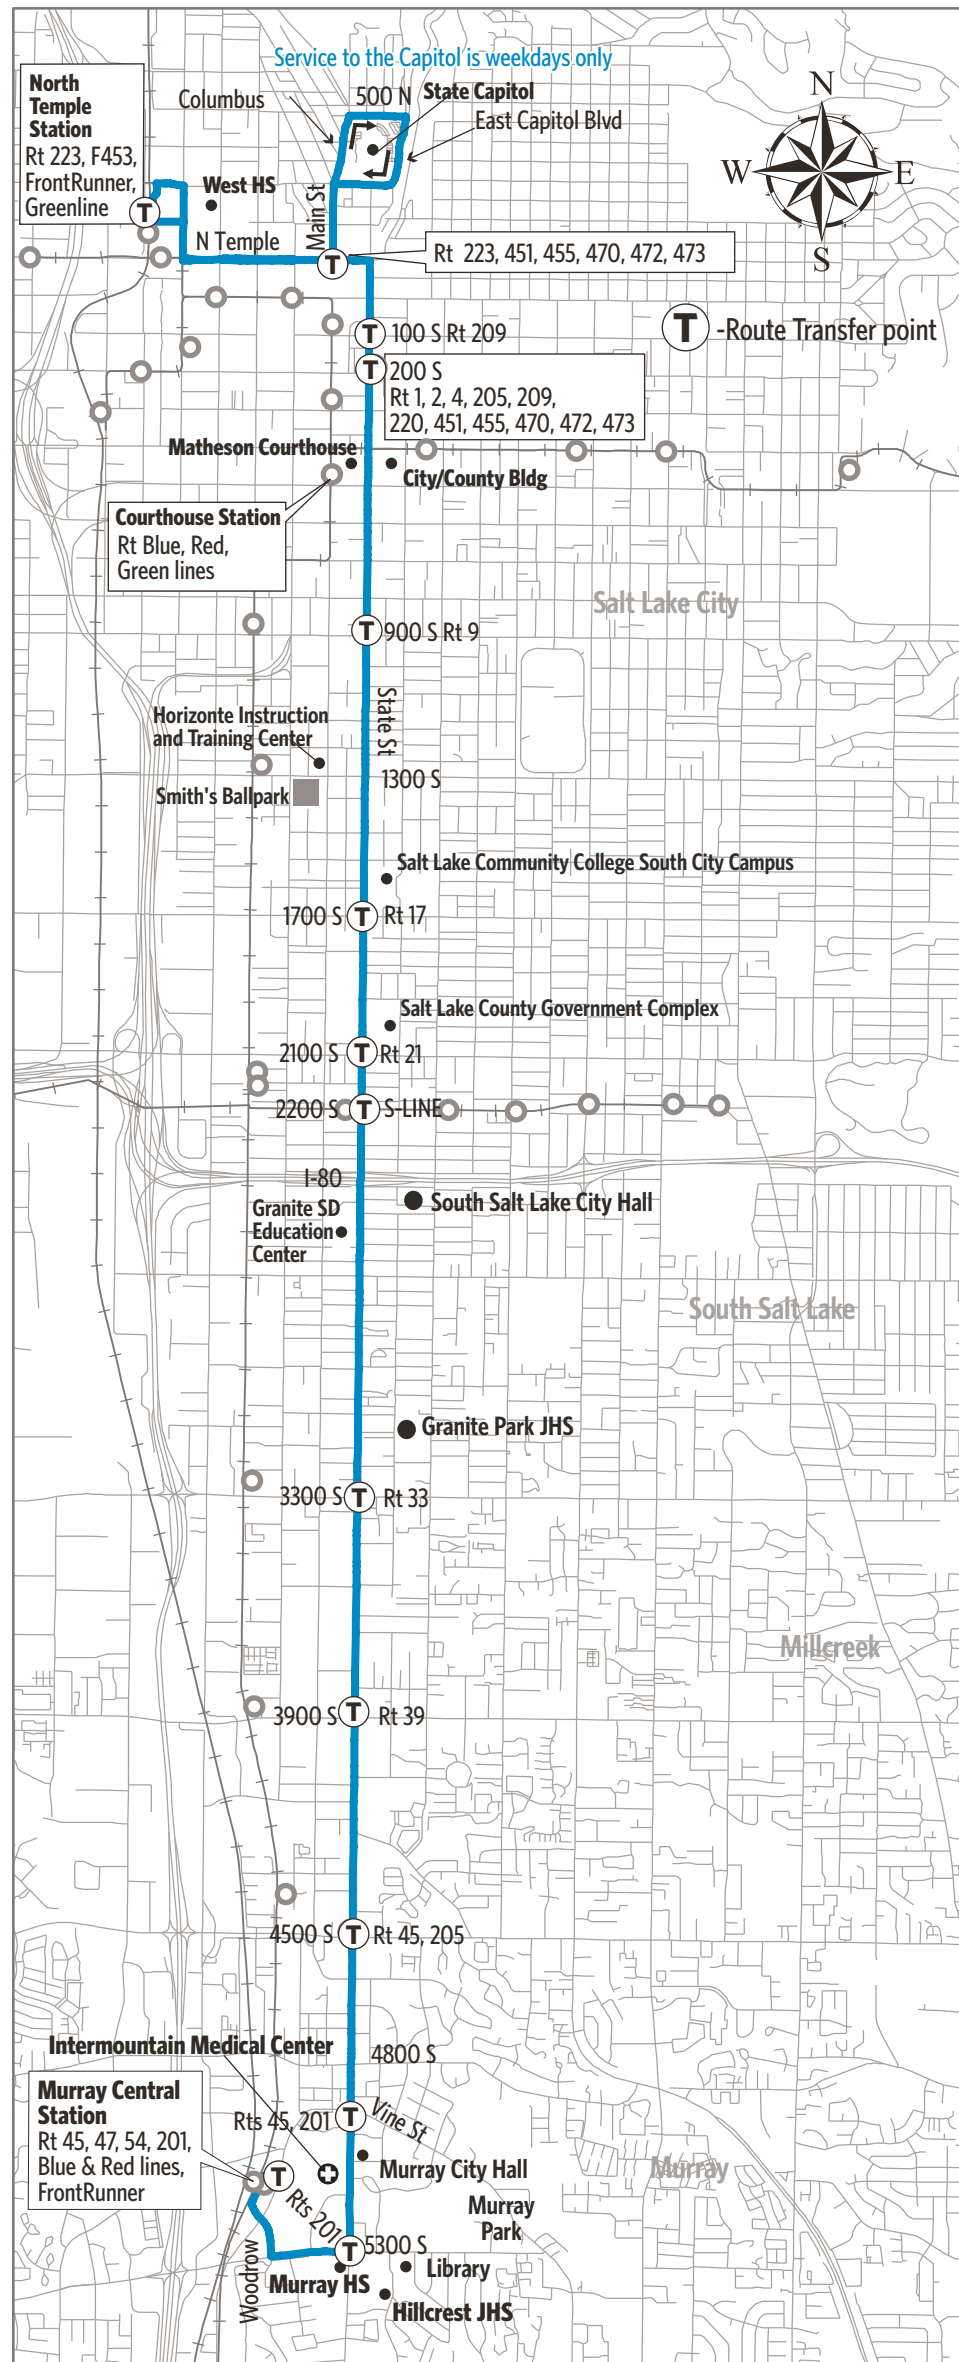 Service to the Capitol is weekdays only
North
Temple
Station
Rt 223, F453,
FrontRunner,
Greenline
Columbus
500 N
State Capitol
East Capitol Blvd
N
W
E
S
West HS
Main St
T
N Temple
T
Rt 223, 451, 455, 470, 472, 473
T
100 S Rt 209
T
-Route Transfer point
T
200 S
Rt 1, 2, 4, 205, 209,
220, 451, 455, 470, 472, 473
Matheson Courthouse
City/County Bldg
Courthouse Station
Rt Blue, Red,
Green lines
Salt Lake City
T
900 S Rt 9
State St
Horizonte Instruction
and Training Center
1300 S
Smith's Ballpark
Salt Lake Community College South City Campus
1700 S
T
Rt 17
Salt Lake County Government Complex
2100 S
T
Rt 21
2200 S
T
S-LINE
I-80
South Salt Lake City Hall
Granite SD
Education
Center
South Salt Lake
Granite Park JHS
3300 S
T
Rt 33
Millcreek
3900 S
T
Rt 39
4500 S
T
Rt 45, 205
Intermountain Medical Center
4800 S
Murray Central
Station
Rt 45, 47, 54, 201,
Blue & Red lines,
FrontRunner
Rts 45, 201
T
Vine St
Murray City Hall
Murray
T
Rts 201
Murray
Park
T
5300 S
Woodrow
Murray HS
Library
Hillcrest JHS